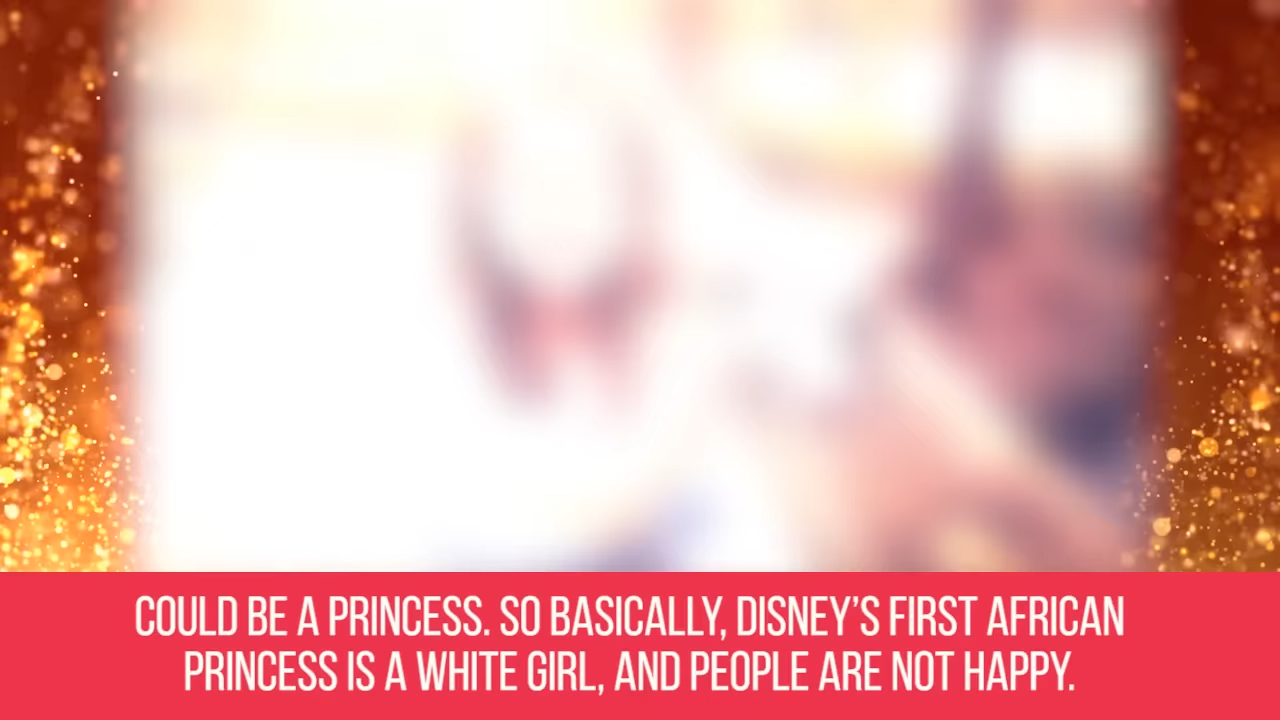 COULD BE A PRINCESS. SO BASICALLY, DISNEY'S FIRST AFRICAN
PRINCESS IS A WHITE GIRL, AND PEOPLE ARE NOT HAPPY.